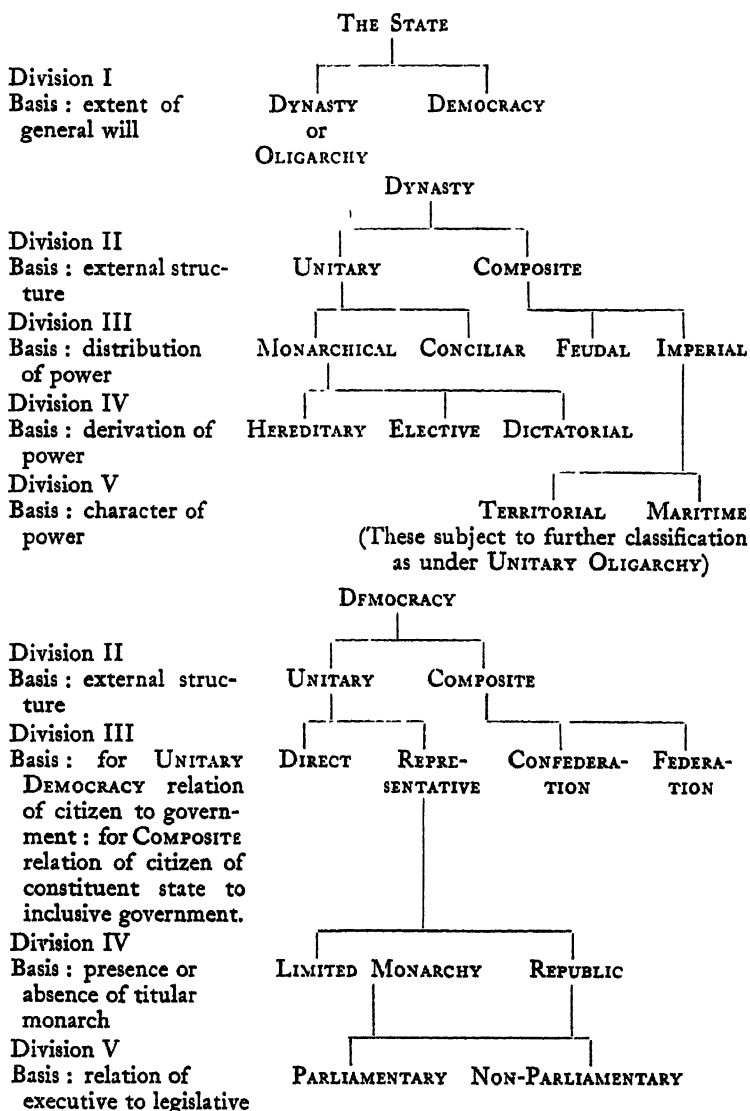 THE STATE
Division I
Basis : extent of general will
DYNASTY or OLIGARCHY
DEMOCRACY
DYNASTY
Division II
Basis : external struc-
ture
UNITARY COMPOSITE
Division III
Basis : distribution
of power
MONARCHICAL CONCILIAR FEUDAL IMPERIAL
Division IV
Basis : derivation of
power
HEREDITARY ELECTIVE DICTATORIAL
Division V
Basis : character of
power
TERRITORIAL MARITIME
(These subject to further classification
as under UNITARY OLIGARCHY)
DFMOCRACY
Division II
Basis : external struc-
ture
UNITARY COMPOSITE
Division III
Basis : for UNITARY
DEMOCRACY relation
of citizen to govern-
ment : for COMPOSITE
relation of citizen of
constituent state to
inclusive government.
DIRECT
REPRE-
SENTATIVE
CONFEDERA-
TION
FEDERA-
TION
Division IV
Basis : presence or
absence of titular
monarch
LIMITED MONARCHY REPUBLIC
Division V
Basis : relation of
executive to legislative
PARLIAMENTARY NON-PARLIAMENTARY